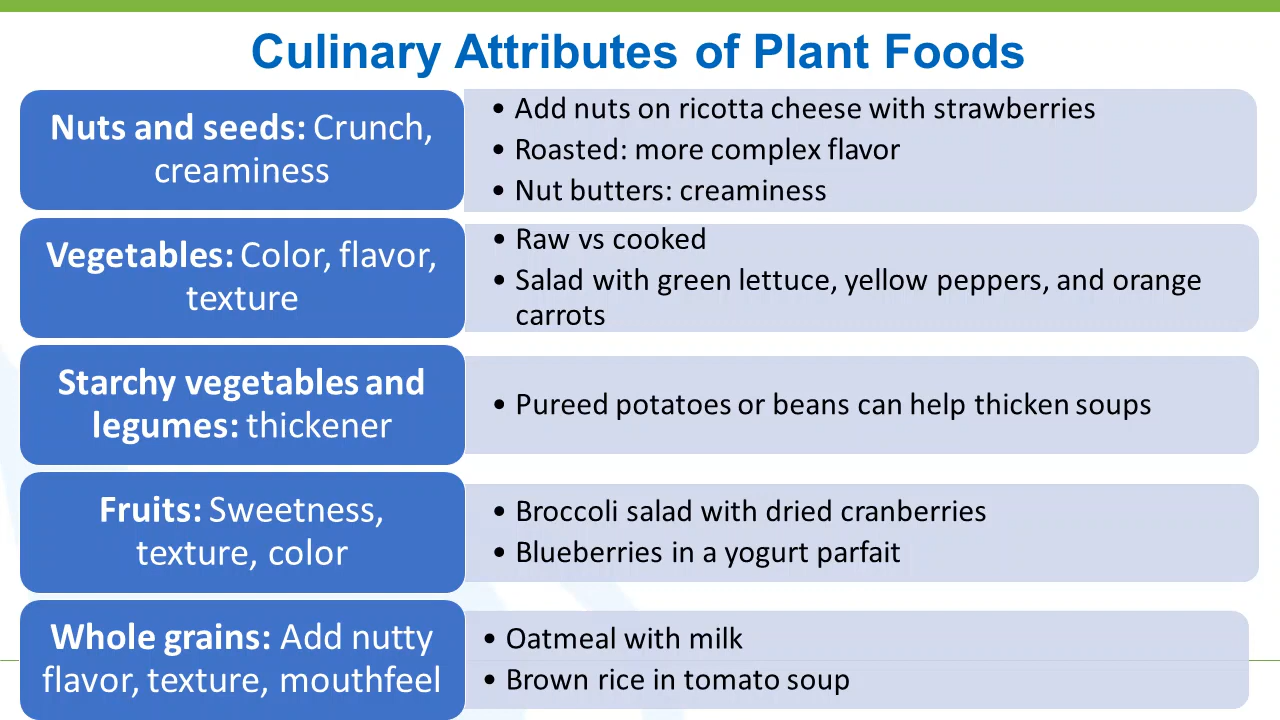 Culinary Attributes of Plant Foods
Nuts and seeds: Crunch,
creaminess
• Add nuts on ricotta cheese with strawberries
• Roasted: more complex flavor
• Nut butters: creaminess
Vegetables: Color, flavor,
texture
• Raw vs cooked
• Salad with green lettuce, yellow peppers, and orange
carrots
Starchy vegetables and
legumes: thickener
• Pureed potatoes or beans can help thicken soups
Fruits: Sweetness,
texture, color
• Broccoli salad with dried cranberries
• Blueberries in a yogurt parfait
Whole grains: Add nutty
flavor, texture, mouthfeel
• Oatmeal with milk
• Brown rice in tomato soup